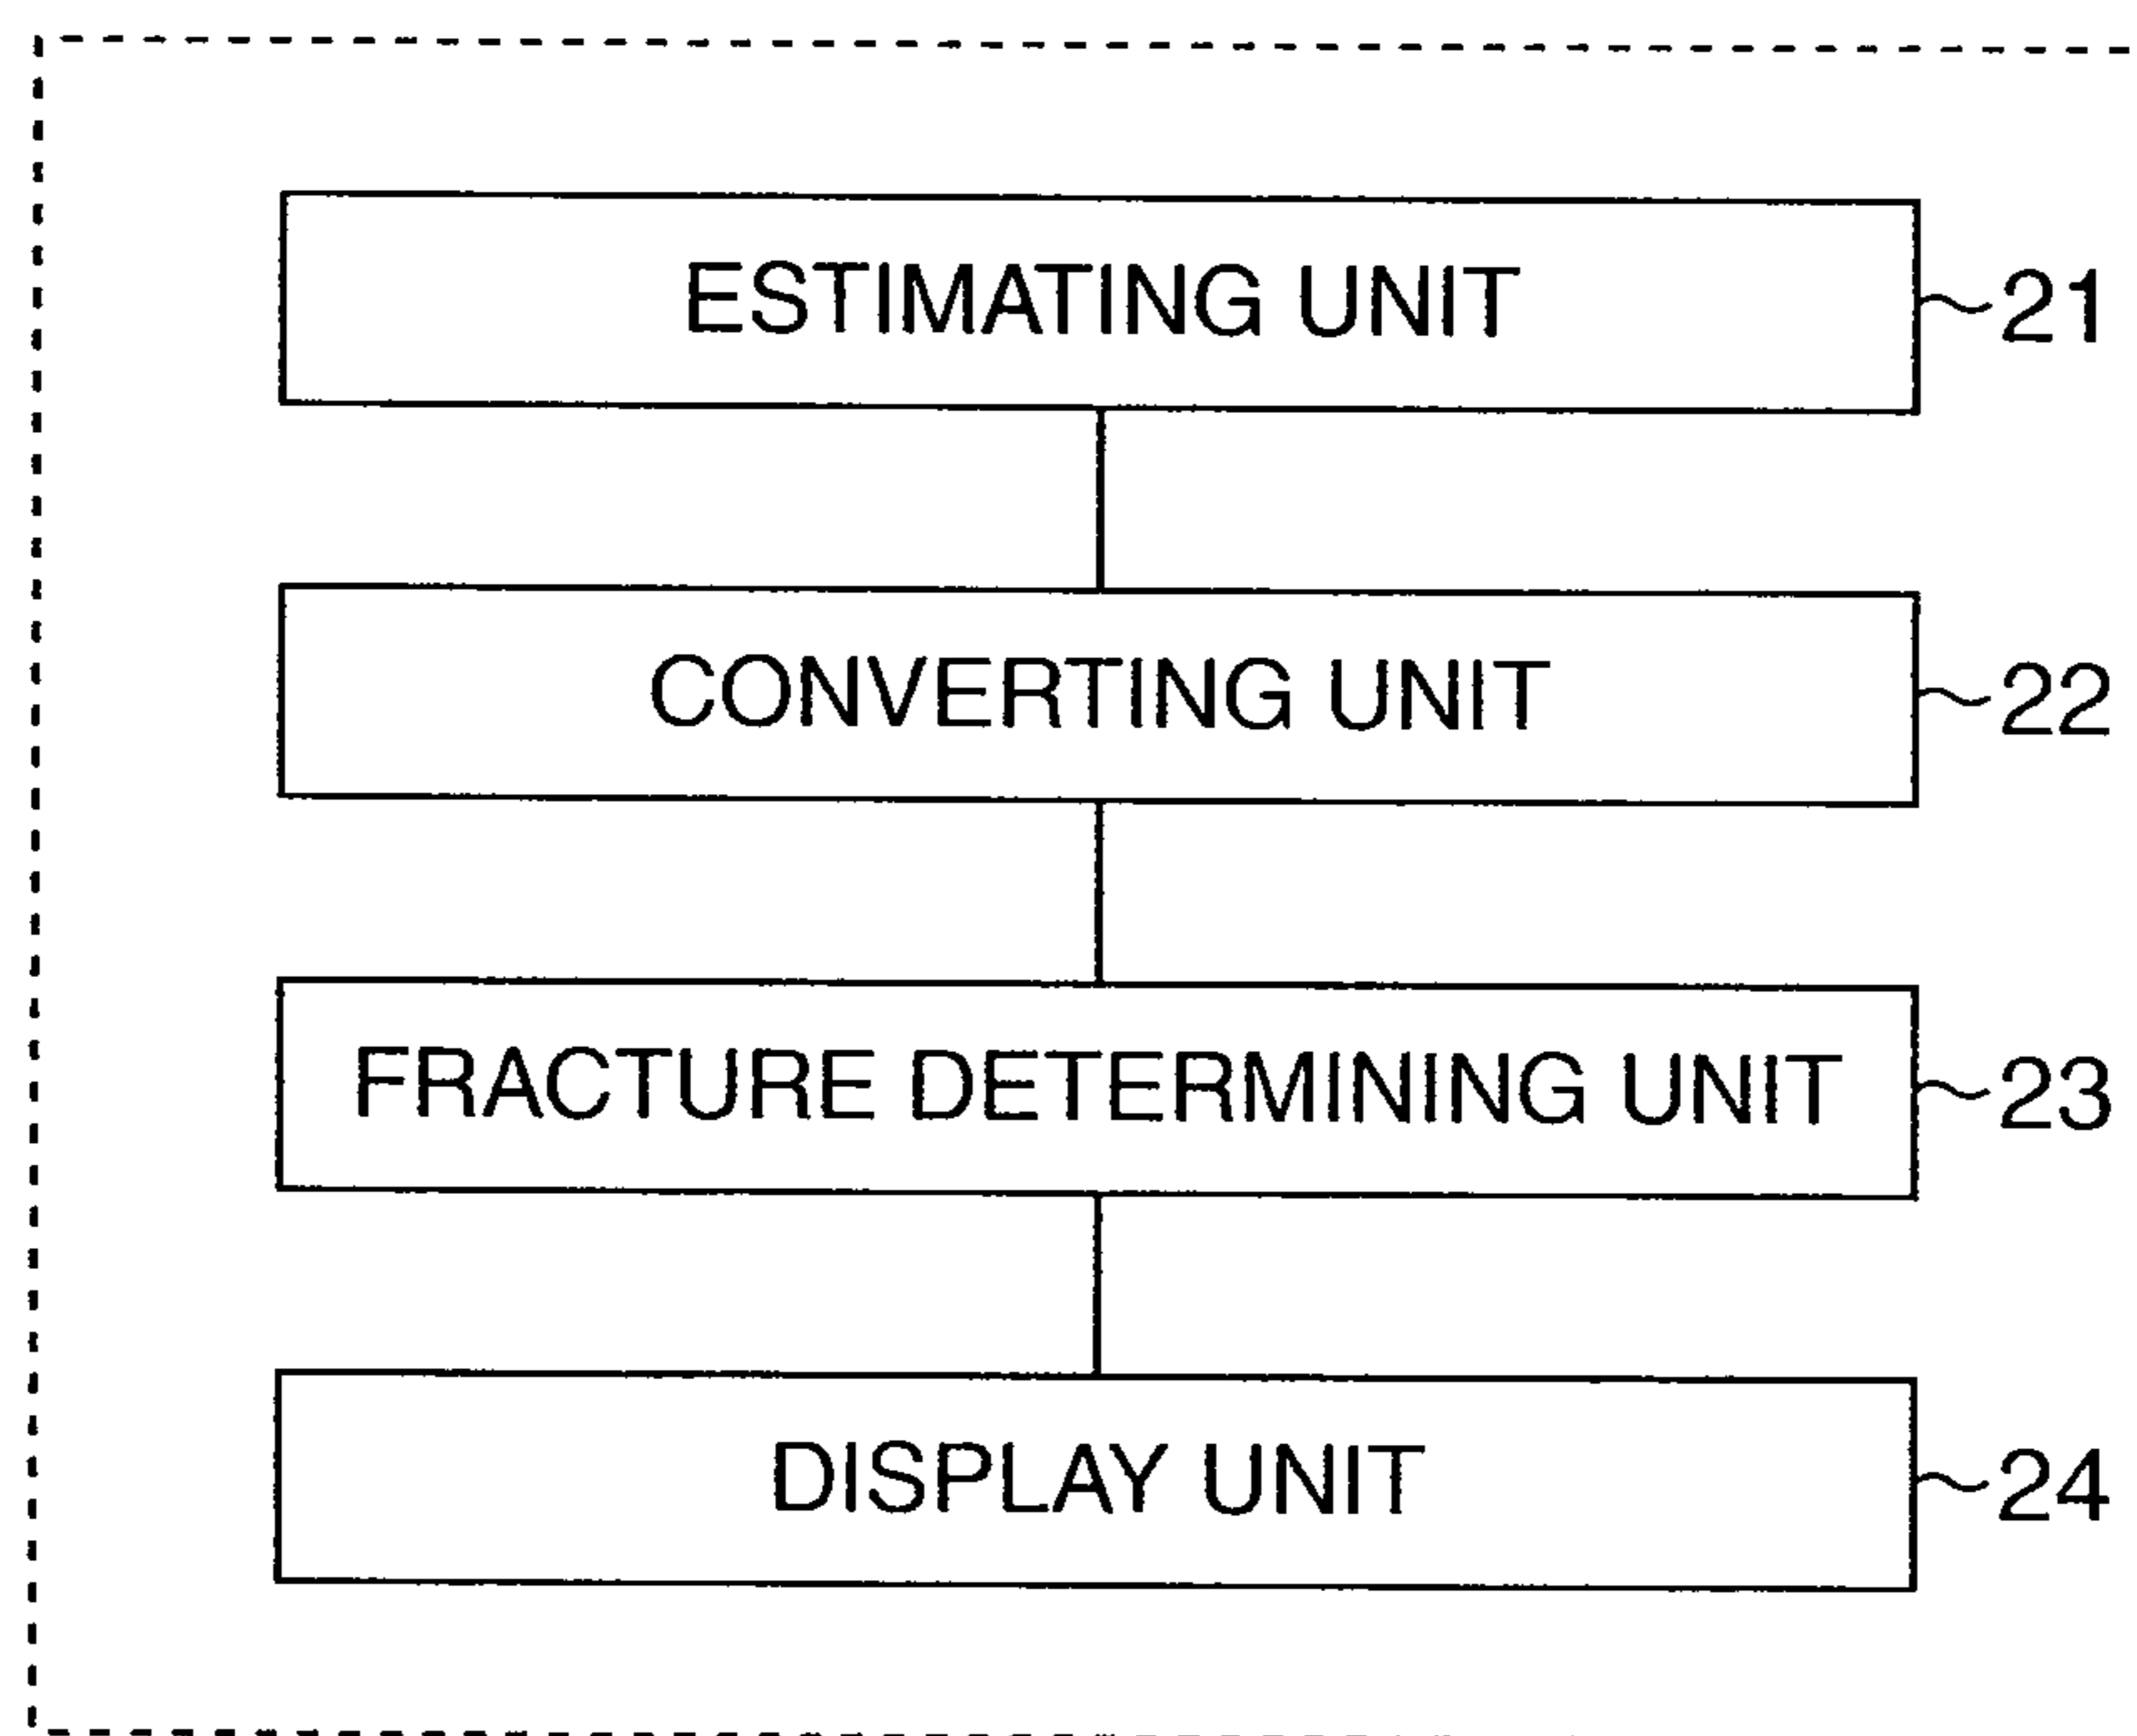 ESTIMATING UNIT 21
CONVERTING UNIT 22
FRACTURE DETERMINING UNIT 23
DISPLAY UNIT 24